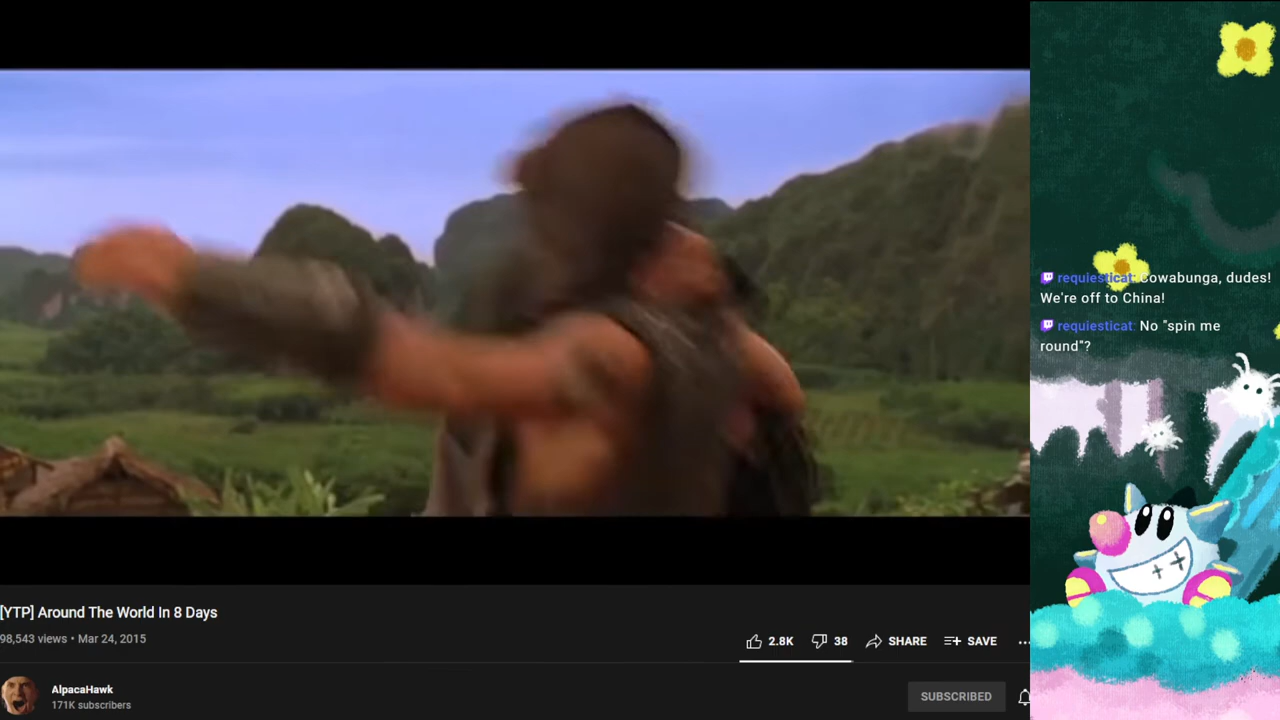 requiesticat: Cowabunga, dudes!
We're off to China!
requiesticat: No "spin me
round"?
[YTP] Around The World In 8 Days
98,543 views • Mar 24, 2015
2.8K
38
SHARE
SAVE
AlpacaHawk
171K subscribers
SUBSCRIBED